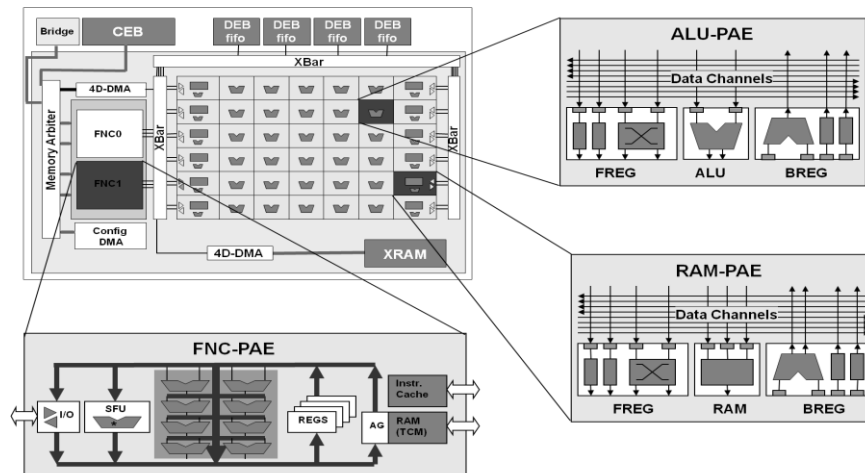 Bridge
CEB
DEB
fifo
DEB
fifo
DEB
fifo
DEB
fifo
XBar
4D-DMA
Memory Arbiter
FNC0
FNC1
XBar
XBar
Config
DMA
4D-DMA
XRAM
ALU-PAE
Data Channels
FREG
ALU
BREG
RAM-PAE
Data Channels
FREG
RAM
BREG
FNC-PAE
I/O
SFU
*
REGS
AG
Instr.
Cache
RAM
(TCM)